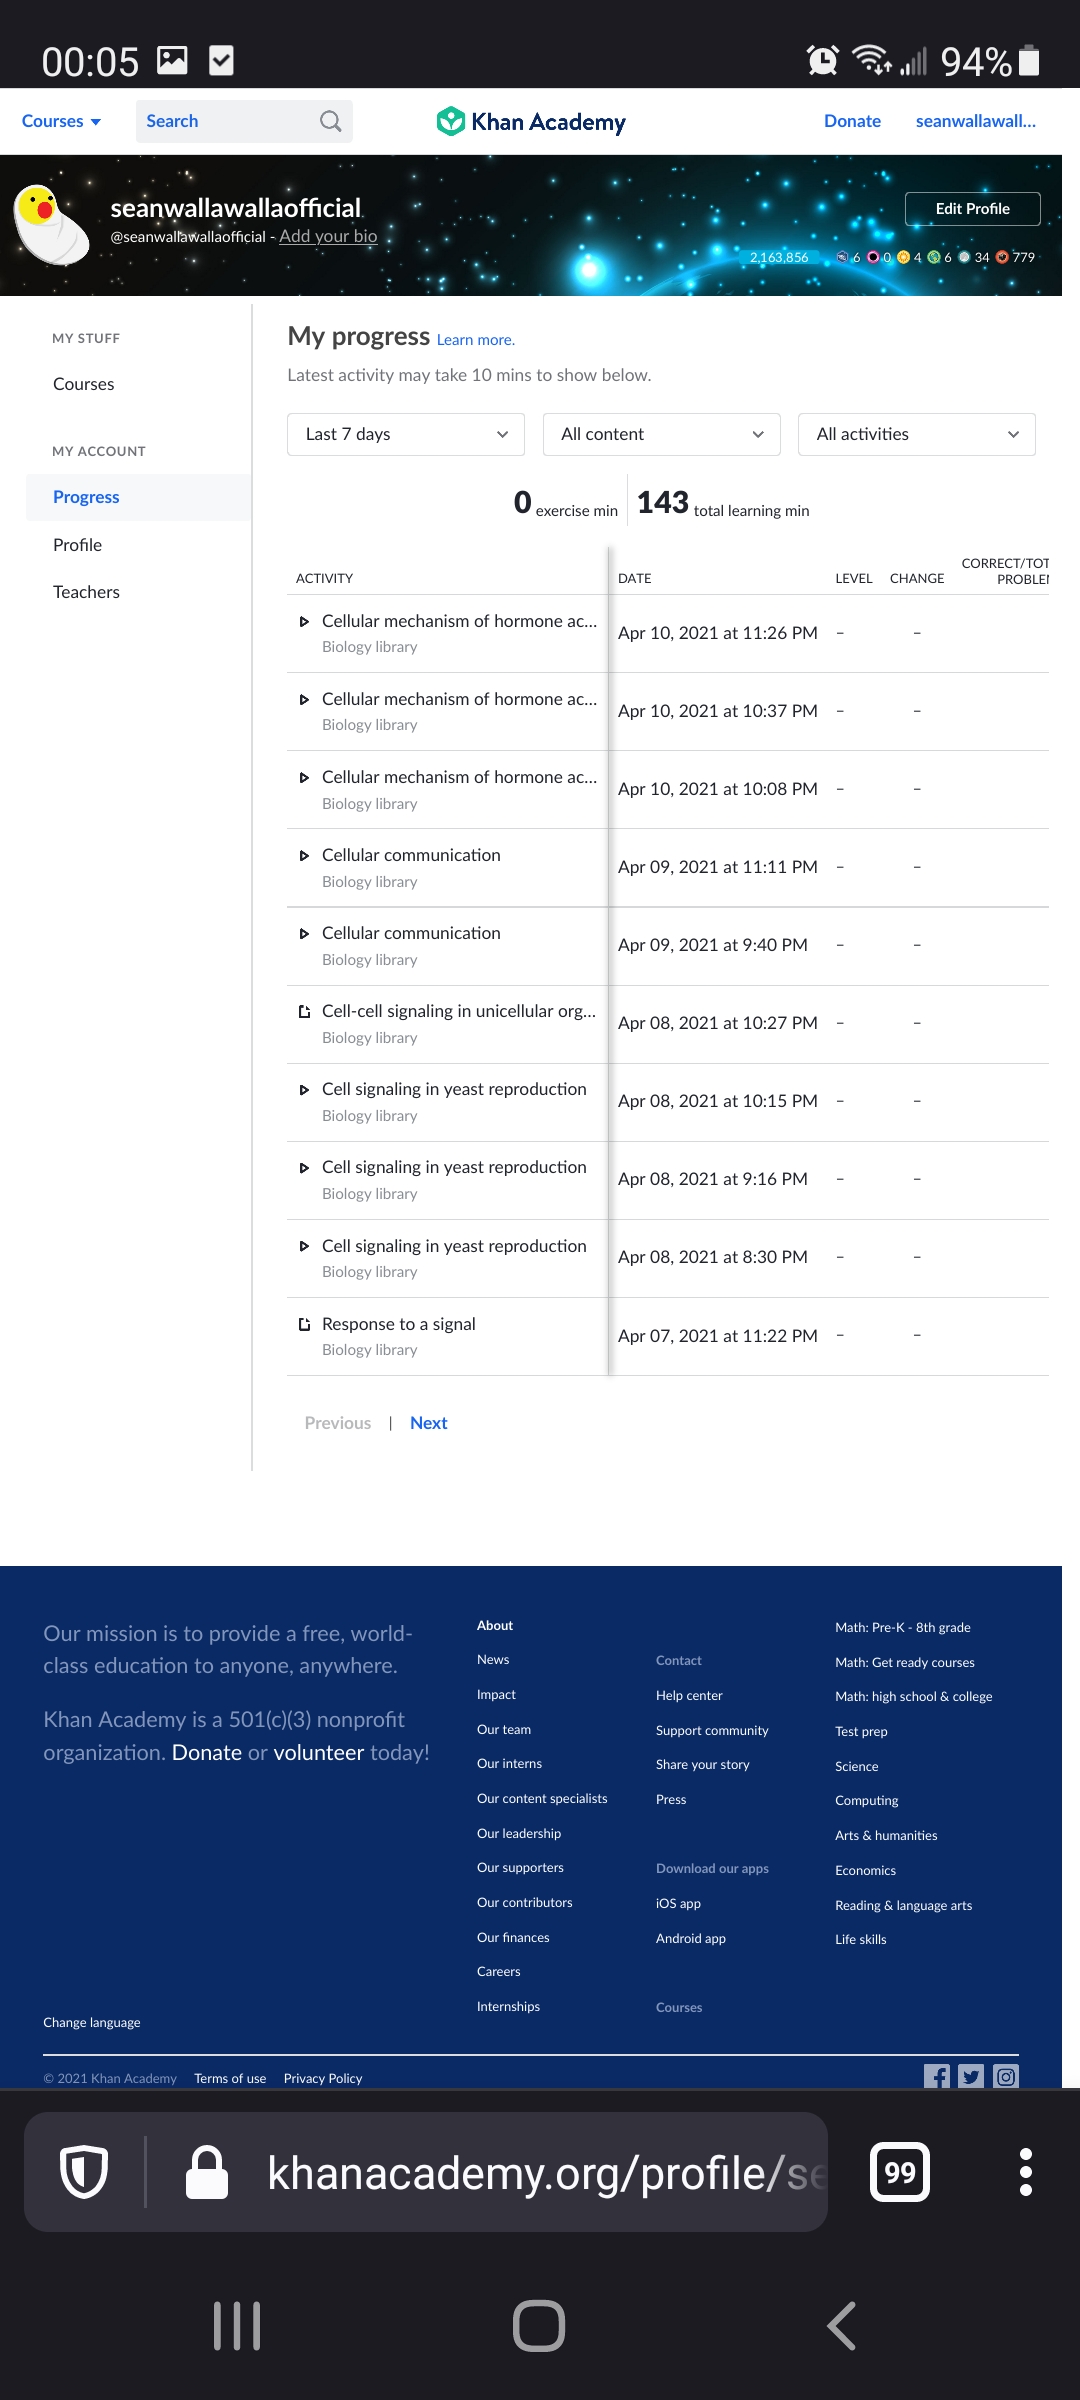 00:05
94%
Courses
Search
Khan Academy
Donate
seanwallawall...
seanwallawallaofficial
@seanwallawallaofficial - Add your bio
Edit Profile
2,163,856
6 0 4 6 34 779
MY STUFF
Courses
MY ACCOUNT
Progress
Profile
Teachers
My progress Learn more.
Latest activity may take 10 mins to show below.
Last 7 days
All content
All activities
0 exercise min
143 total learning min
ACTIVITY DATE LEVEL CHANGE CORRECT/TOT
PROBLEM
Cellular mechanism of hormone ac...
Biology library
Apr 10, 2021 at 11:26 PM – –
Cellular mechanism of hormone ac...
Biology library
Apr 10, 2021 at 10:37 PM – –
Cellular mechanism of hormone ac...
Biology library
Apr 10, 2021 at 10:08 PM – –
Cellular communication
Biology library
Apr 09, 2021 at 11:11 PM – –
Cellular communication
Biology library
Apr 09, 2021 at 9:40 PM – –
Cell-cell signaling in unicellular org...
Biology library
Apr 08, 2021 at 10:27 PM – –
Cell signaling in yeast reproduction
Biology library
Apr 08, 2021 at 10:15 PM – –
Cell signaling in yeast reproduction
Biology library
Apr 08, 2021 at 9:16 PM – –
Cell signaling in yeast reproduction
Biology library
Apr 08, 2021 at 8:30 PM – –
Response to a signal
Biology library
Apr 07, 2021 at 11:22 PM – –
Previous | Next
Our mission is to provide a free, world-
class education to anyone, anywhere.
Khan Academy is a 501(c)(3) nonprofit
organization. Donate or volunteer today!
Change language
About
News
Impact
Our team
Our interns
Our content specialists
Our leadership
Our supporters
Our contributors
Our finances
Careers
Internships
Contact
Help center
Support community
Share your story
Press
Download our apps
iOS app
Android app
Courses
Math: Pre-K - 8th grade
Math: Get ready courses
Math: high school & college
Test prep
Science
Computing
Arts & humanities
Economics
Reading & language arts
Life skills
© 2021 Khan Academy Terms of use Privacy Policy
khanacademy.org/profile/se
99